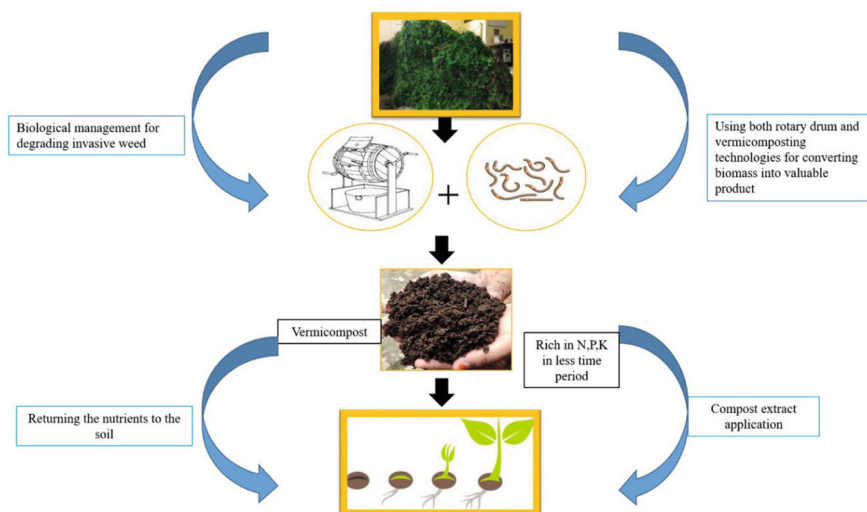 Biological management for
degrading invasive weed
Using both rotary drum and
vermicomposting
technologies for converting
biomass into valuable
product
+
Vermicompost
Rich in N,P,K
in less time
period
Returning the nutrients to the
soil
Compost extract
application